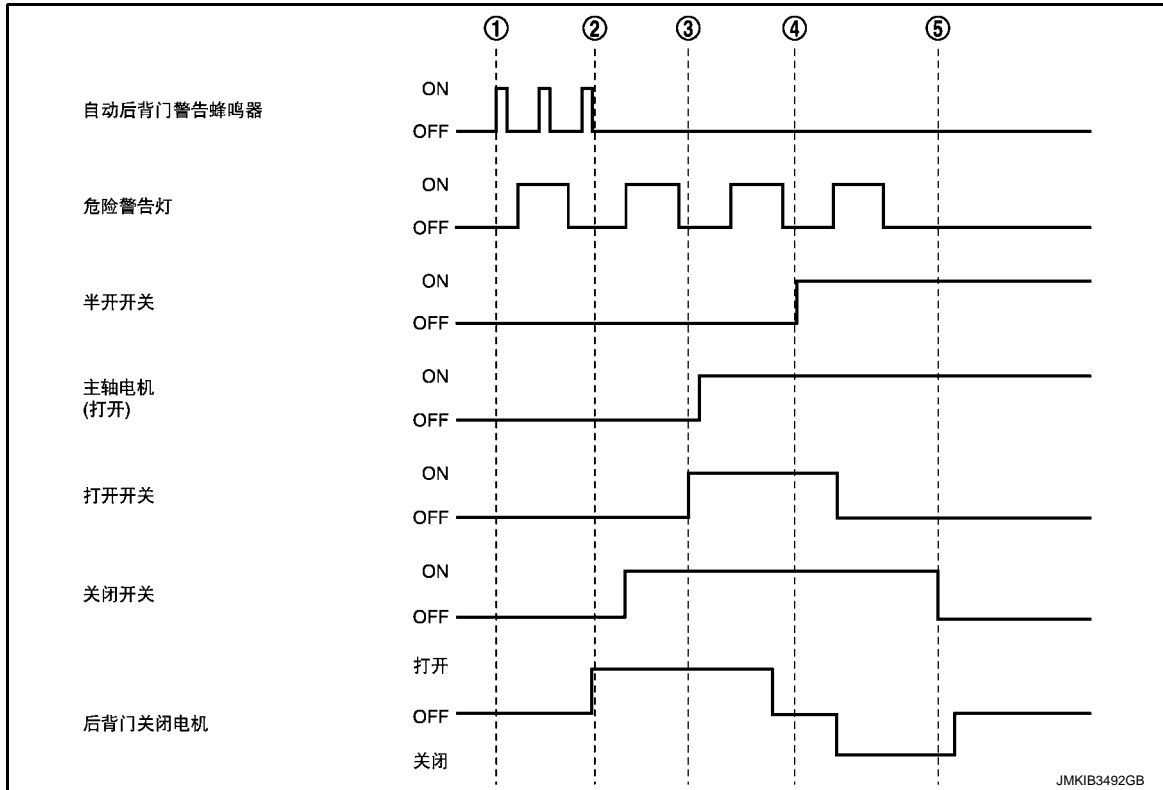 ① ② ③ ④ ⑤
自动后背门警告蜂鸣器
ON
OFF
危险警告灯
ON
OFF
半开开关
ON
OFF
主轴电机
(打开)
ON
OFF
打开开关
ON
OFF
关闭开关
ON
OFF
后背门关闭电机
打开
OFF
关闭
JMKIB3492GB